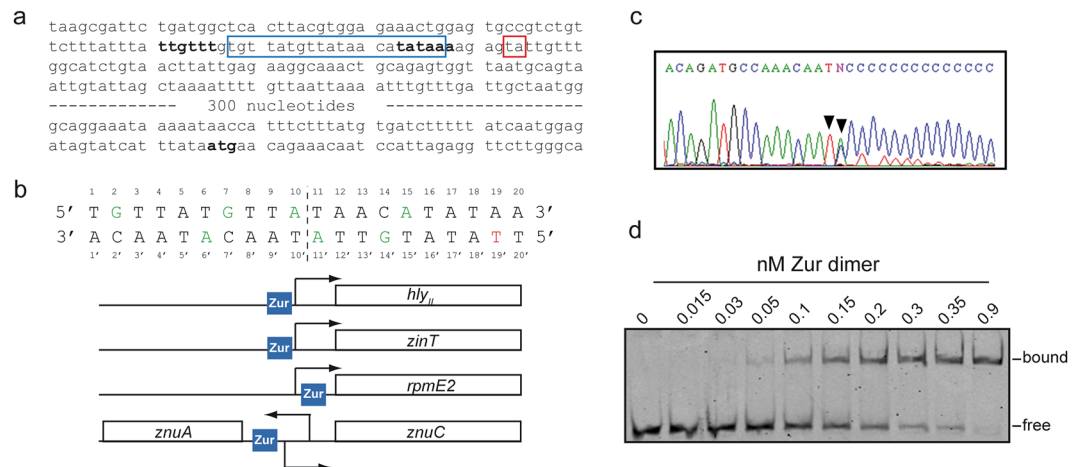 a
taagcgattc tgatggctca cttacgtgga gaaactggag tgccgtctgt
tctttattta ttgtttgtgt tatgttataa catataaaag agtattgttt
ggcatctgta acttattgag aaggcaaact gagtgtggtt taatgcagta
attgtattag ctaaaatttt gttaattaaa atttgtttga ttgctaatgg
------------- 300 nucleotides --------------------
gcaggaaata aaaaataacc a tttctttatg tgatctttttt atcaatggag
atagtatcat ttataatgaa cagaaacaat ccattagagg ttcttgggca
b
1 2 3 4 5 6 7 8 9 10 11 12 13 14 15 16 17 18 19 20
5′ T G T T A T G T T A T A A C A T A T A A 3′
3′ A C A A T A C A A T A T T G T A T A T T 5′
1′ 2′ 3′ 4′ 5′ 6′ 7′ 8′ 9′ 10′ 11′ 12′ 13′ 14′ 15′ 16′ 17′ 18′ 19′ 20′
Zur hlyII
Zur zinT
Zur rpmE2
znuA Zur znuC
c
ACAGATGCCAAACAATNCCCCCCCCCCCCCC
d
nM Zur dimer
0 0.015 0.03 0.05 0.1 0.15 0.2 0.3 0.35 0.9
bound
free